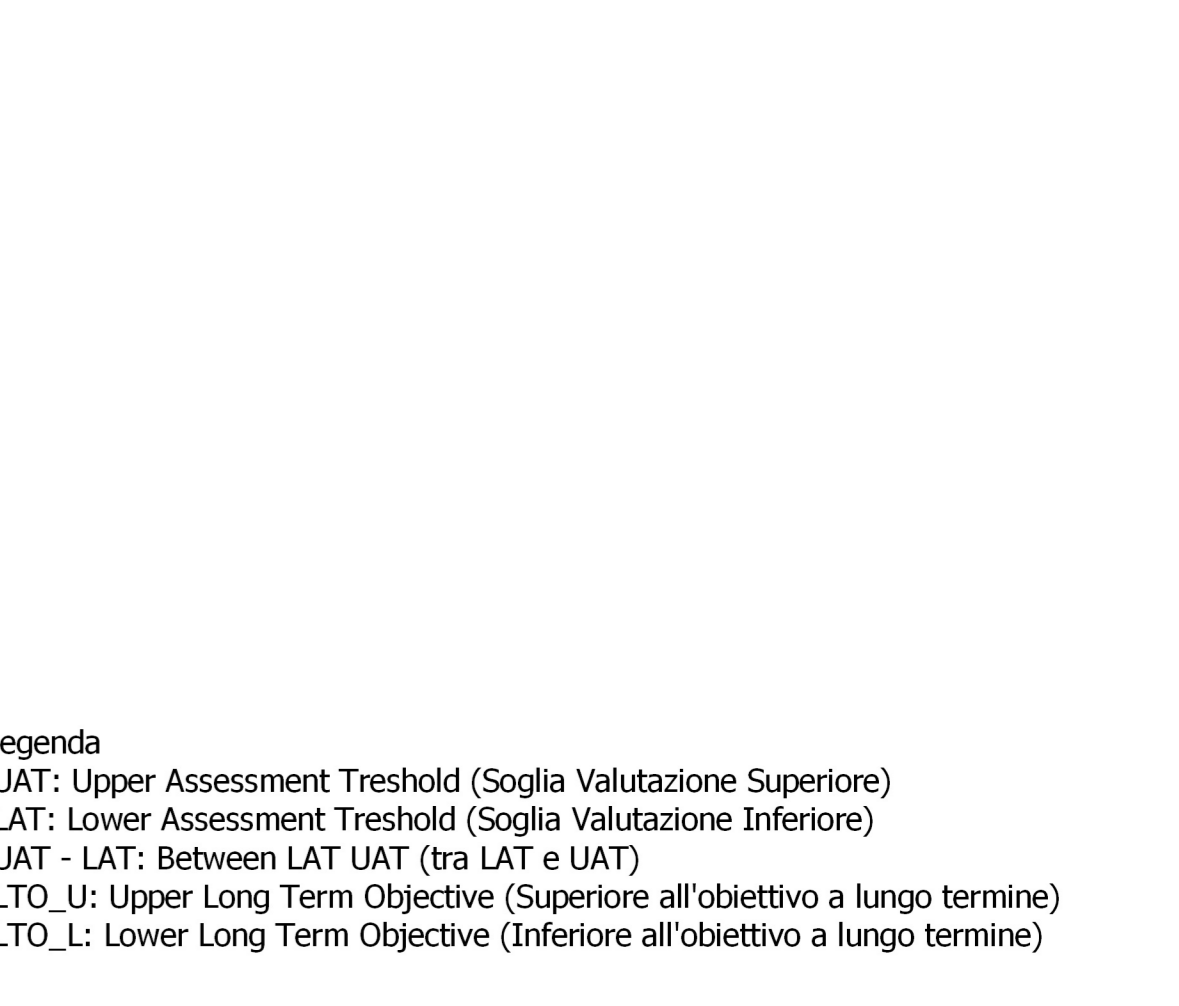 egenda
UAT: Upper Assessment Treshold (Soglia Valutazione Superiore)
LAT: Lower Assessment Treshold (Soglia Valutazione Inferiore)
UAT - LAT: Between LAT UAT (tra LAT e UAT)
LTO_U: Upper Long Term Objective (Superiore all'obiettivo a lungo termine)
LTO_L: Lower Long Term Objective (Inferiore all'obiettivo a lungo termine)